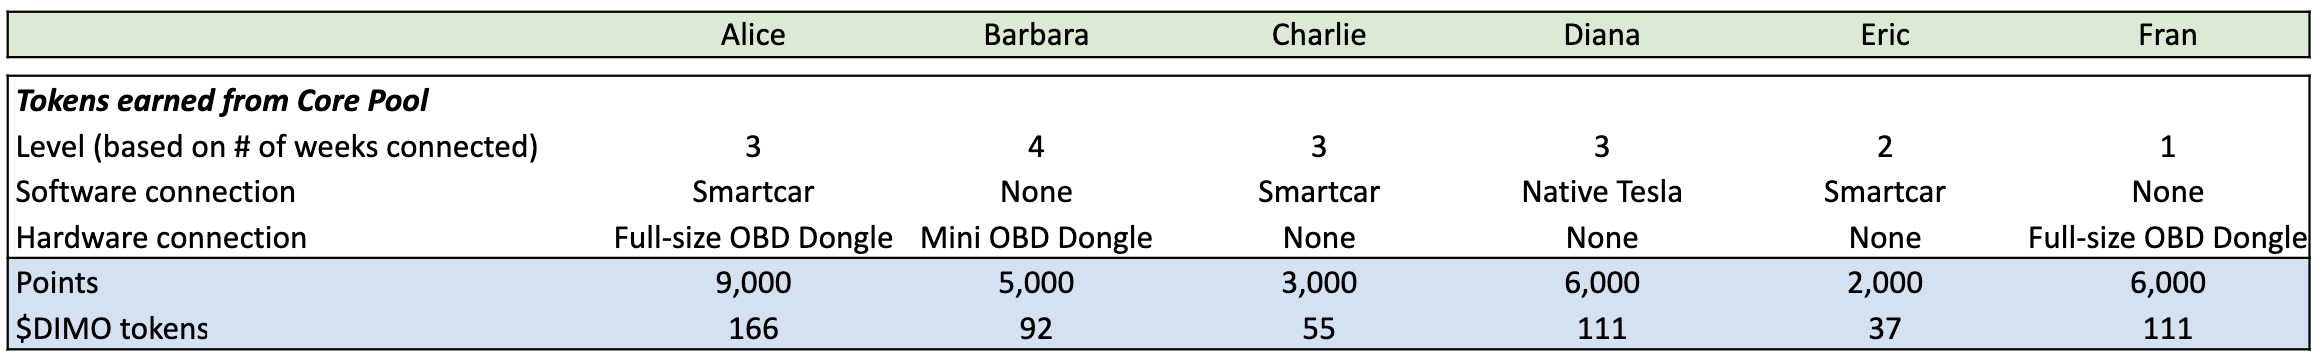 Alice Barbara Charlie Diana Eric Fran
Tokens earned from Core Pool
Level (based on # of weeks connected) 3 4 3 3 2 1
Software connection Smartcar None Smartcar Native Tesla Smartcar None
Hardware connection Full-size OBD Dongle Mini OBD Dongle None None None Full-size OBD Dongle
Points 9,000 5,000 3,000 6,000 2,000 6,000
$DIMO tokens 166 92 55 111 37 111